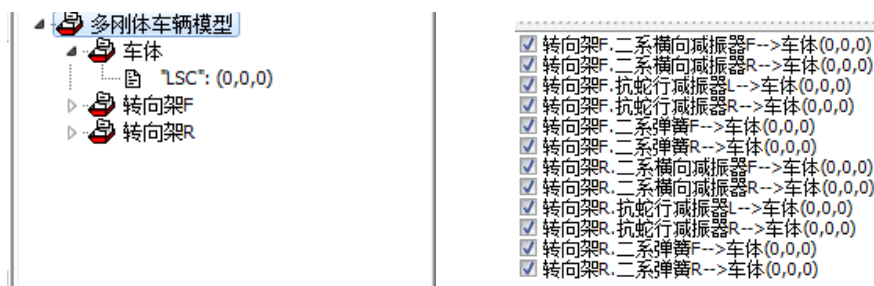 多刚体车辆模型
车体
"LSC": (0,0,0)
转向架F
转向架R
转向架F.二系横向减振器F-->车体(0,0,0)
转向架F.二系横向减振器R-->车体(0,0,0)
转向架F.抗蛇行减振器L-->车体(0,0,0)
转向架F.抗蛇行减振器R-->车体(0,0,0)
转向架F.二系弹簧F-->车体(0,0,0)
转向架F.二系弹簧R-->车体(0,0,0)
转向架R.二系横向减振器F-->车体(0,0,0)
转向架R.二系横向减振器R-->车体(0,0,0)
转向架R.抗蛇行减振器L-->车体(0,0,0)
转向架R.抗蛇行减振器R-->车体(0,0,0)
转向架R.二系弹簧F-->车体(0,0,0)
转向架R.二系弹簧R-->车体(0,0,0)